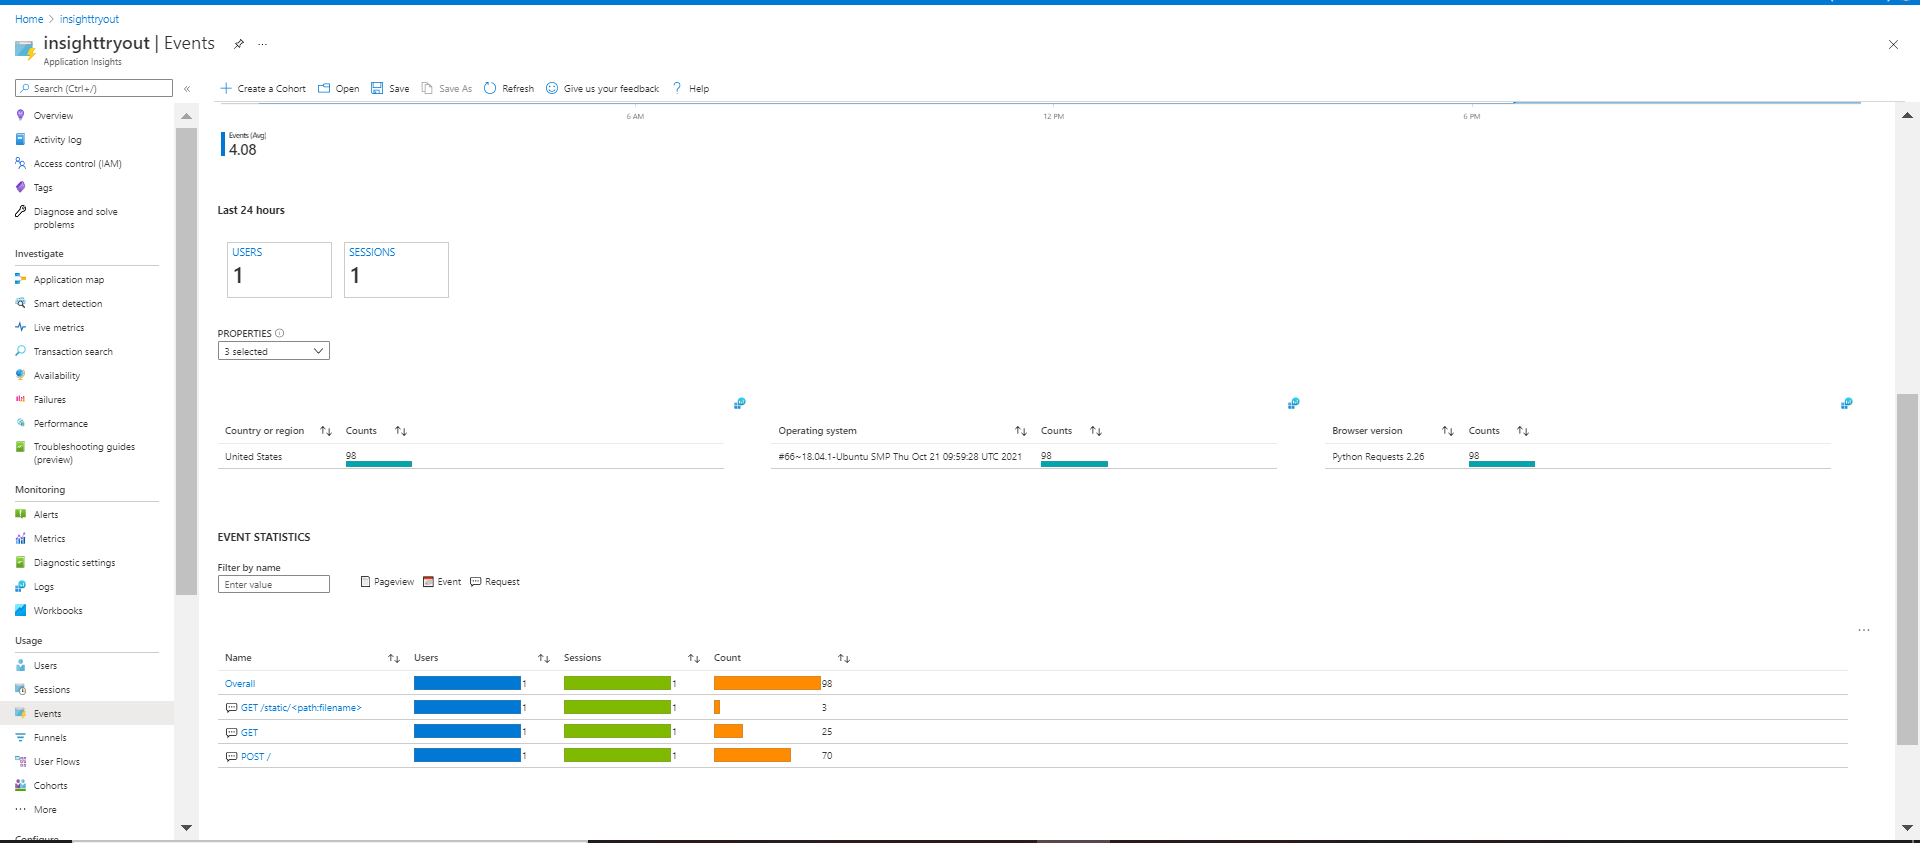 Home > insighttryout
insighttryout | Events
Application Insights
Search (Ctrl+/)
«
Create a Cohort Open Save Save As Refresh Give us your feedback ? Help
Overview
Activity log
Access control (IAM)
Tags
Diagnose and solve
problems
Investigate
Application map
Smart detection
Live metrics
Transaction search
Availability
Failures
Performance
Troubleshooting guides
(preview)
Monitoring
Alerts
Metrics
Diagnostic settings
Logs
Workbooks
Usage
Users
Sessions
Events
Funnels
User Flows
Cohorts
More
Configure
6 AM 12 PM 6 PM
Events (Avg)
4.08
Last 24 hours
USERS
1
SESSIONS
1
PROPERTIES
3 selected
Country or region Counts
United States 98
Operating system Counts
#66~18.04.1-Ubuntu SMP Thu Oct 21 09:59:28 UTC 2021 98
Browser version Counts
Python Requests 2.26 98
EVENT STATISTICS
Filter by name
Enter value
Pageview Event Request
Name Users Sessions Count
Overall 1 1 98
GET /static/<path:filename> 1 1 3
GET 1 1 25
POST / 1 1 70